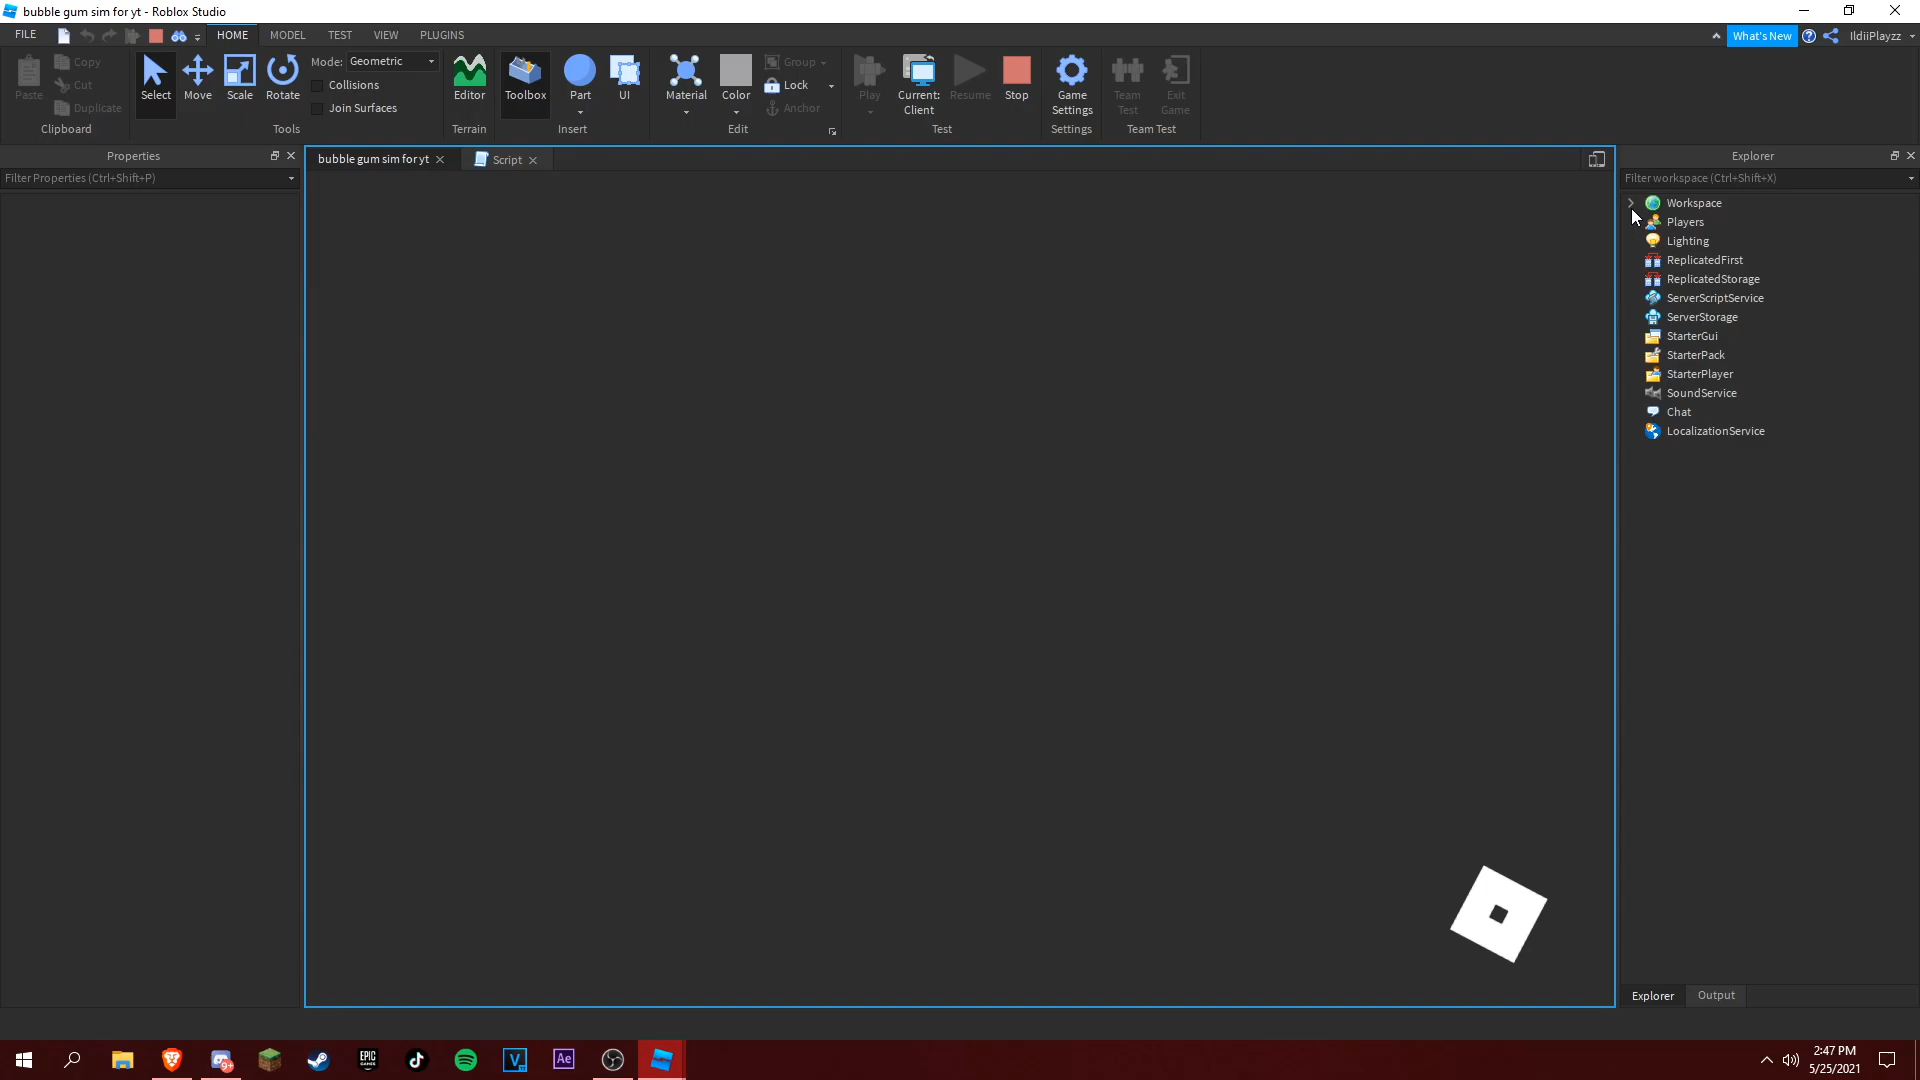 bubble gum sim for yt - Roblox Studio
FILE HOME MODEL TEST VIEW PLUGINS What's New IldiiPlayzz
Paste Copy Cut Duplicate Clipboard
Select Move Scale Rotate Mode: Geometric Collisions Join Surfaces Tools
Editor Terrain
Toolbox Part UI Insert
Material Color Group Lock Anchor Edit
Play Current: Client Resume Stop Test
Game Settings Settings
Team Test Exit Game Team Test
Properties
Filter Properties (Ctrl+Shift+P)
bubble gum sim for yt Script
Explorer
Filter workspace (Ctrl+Shift+X)
Workspace
Players
Lighting
ReplicatedFirst
ReplicatedStorage
ServerScriptService
ServerStorage
StarterGui
StarterPack
StarterPlayer
SoundService
Chat
LocalizationService
Explorer Output
9+ EPIC GAMES V Ae
2:47 PM
5/25/2021